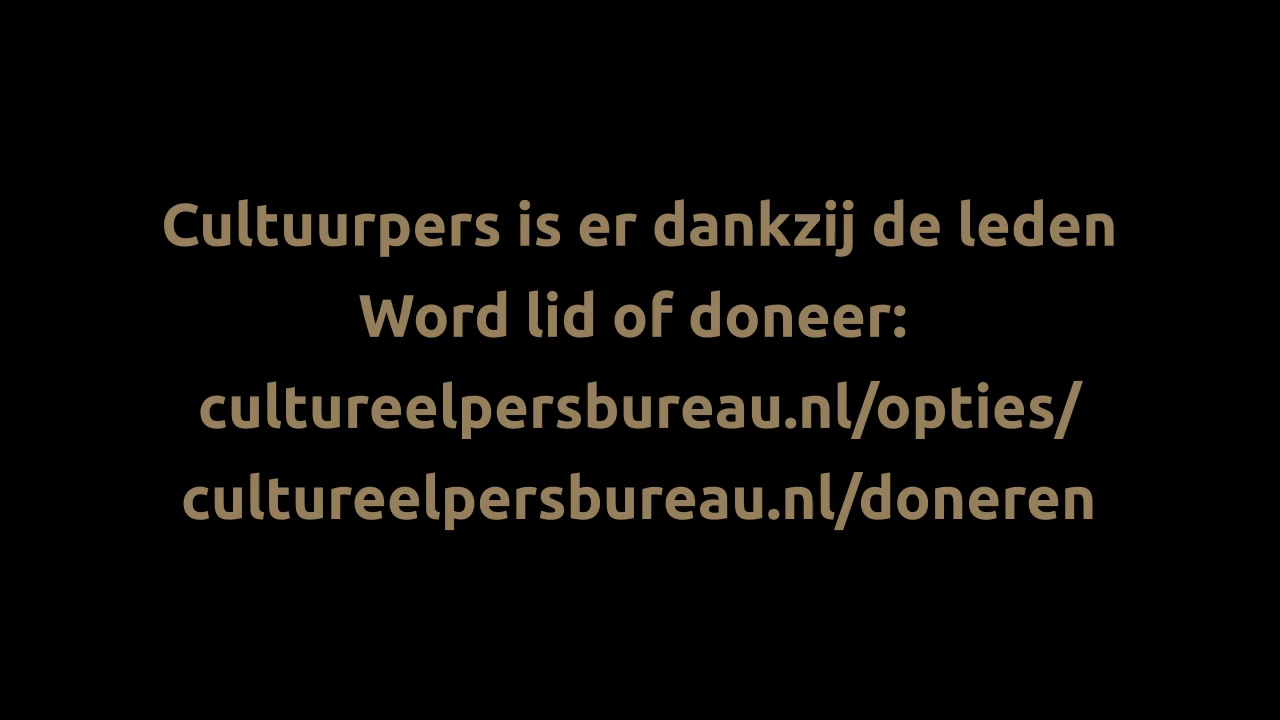 Cultuurpers is er dankzij de leden
Word lid of doneer:
cultureelpersbureau.nl/opties/
cultureelpersbureau.nl/doneren